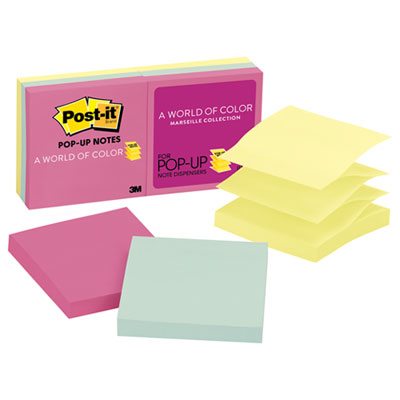 Post-it
POP-UP NOTES
A WORLD OF COLOR
3M
A WORLD OF COLOR
MARSEILLE COLLECTION
FOR
POP-UP
NOTE DISPENSERS